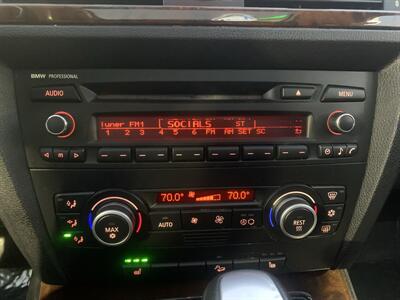 BMW PROFESSIONAL
AUDIO
MENU
Tuner FM1 SOCIALS ST
1 2 3 4 5 6 FM AM SET SC
M
70.0° 70.0°
MAX
AUTO
REST